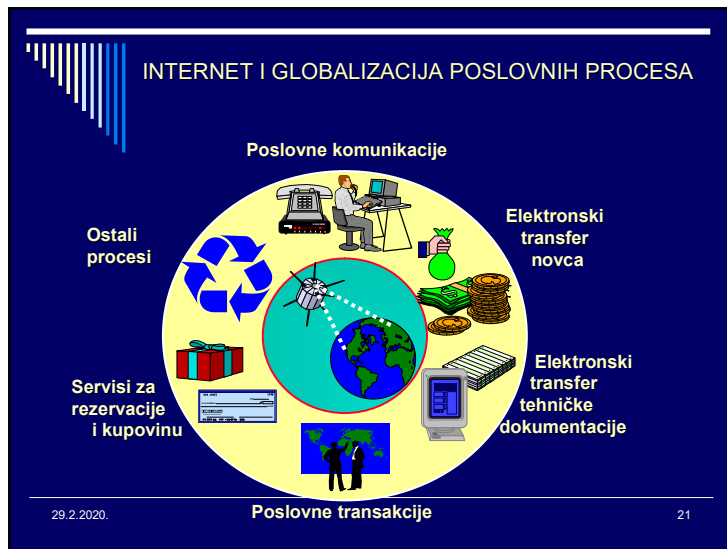 INTERNET I GLOBALIZACIJA POSLOVNIH PROCESA
Poslovne komunikacije
Elektronski
transfer
novca
Ostali
procesi
Elektronski
transfer
tehničke
dokumentacije
Servisi za
rezervacije
i kupovinu
Poslovne transakcije
29.2.2020.
21